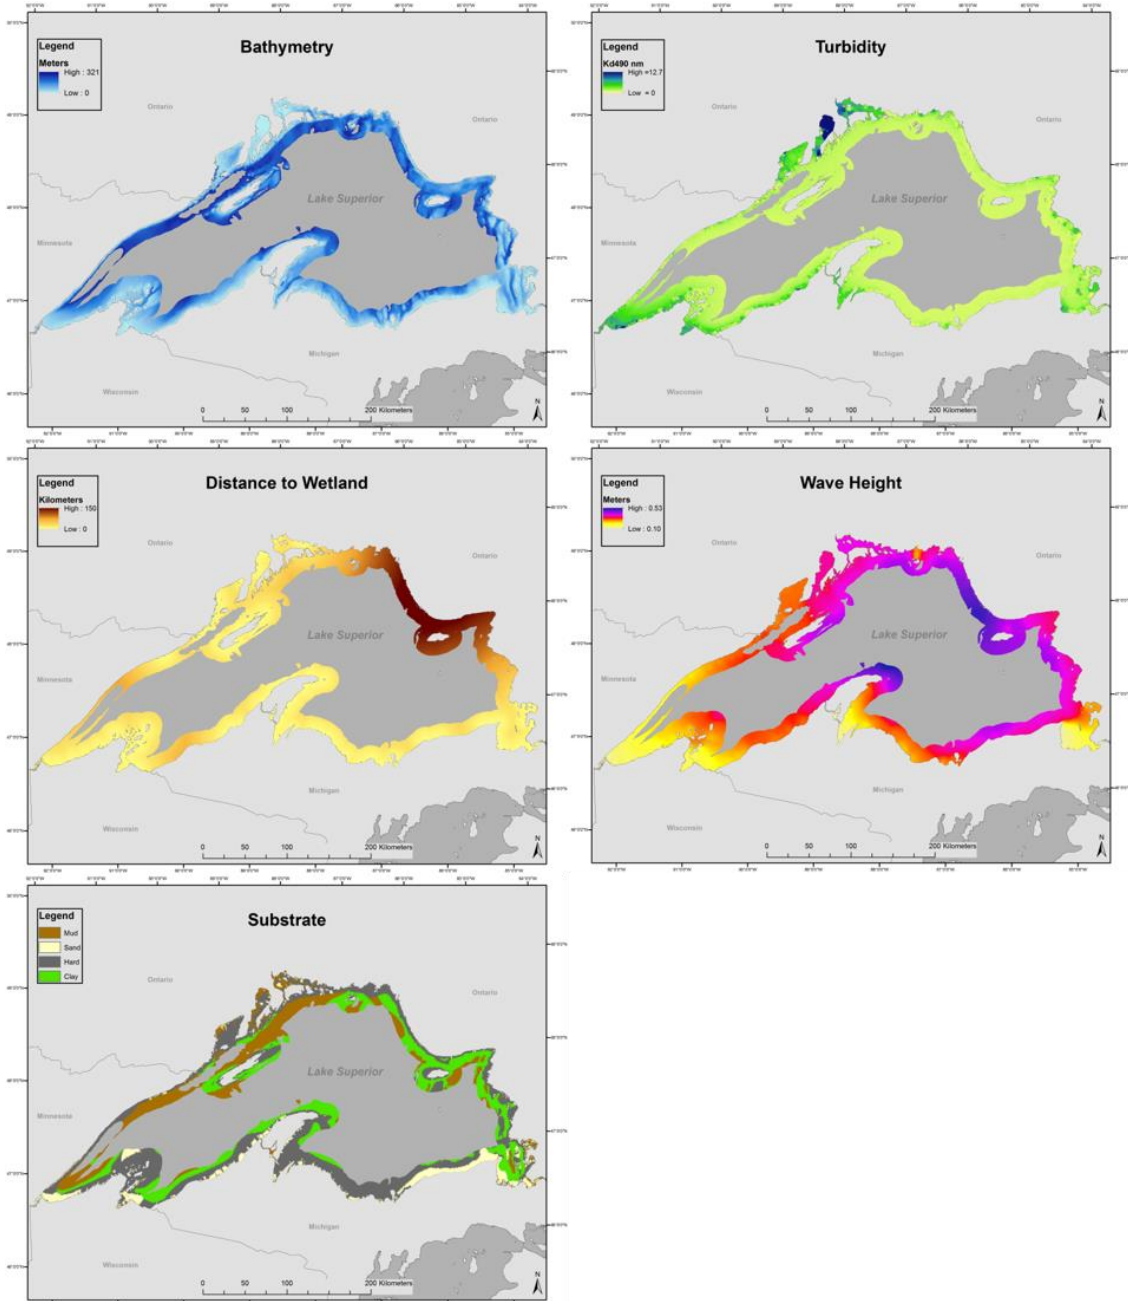 Bathymetry
Legend
Meters
High : 321
Low : 0
Ontario
Ontario
Lake Superior
Minnesota
Michigan
Wisconsin
0 50 100 200 Kilometers
N
Turbidity
Legend
Kd490 nm
High =12.7
Low = 0
Ontario
Ontario
Lake Superior
Minnesota
Michigan
Wisconsin
0 50 100 200 Kilometers
N
Distance to Wetland
Legend
Kilometers
High : 150
Low : 0
Ontario
Ontario
Lake Superior
Minnesota
Michigan
Wisconsin
0 50 100 200 Kilometers
N
Wave Height
Legend
Meters
High : 0.53
Low : 0.10
Ontario
Ontario
Lake Superior
Minnesota
Michigan
Wisconsin
0 50 100 200 Kilometers
N
Substrate
Legend
Mud
Sand
Hard
Clay
Ontario
Ontario
Lake Superior
Minnesota
Michigan
Wisconsin
0 50 100 200 Kilometers
N